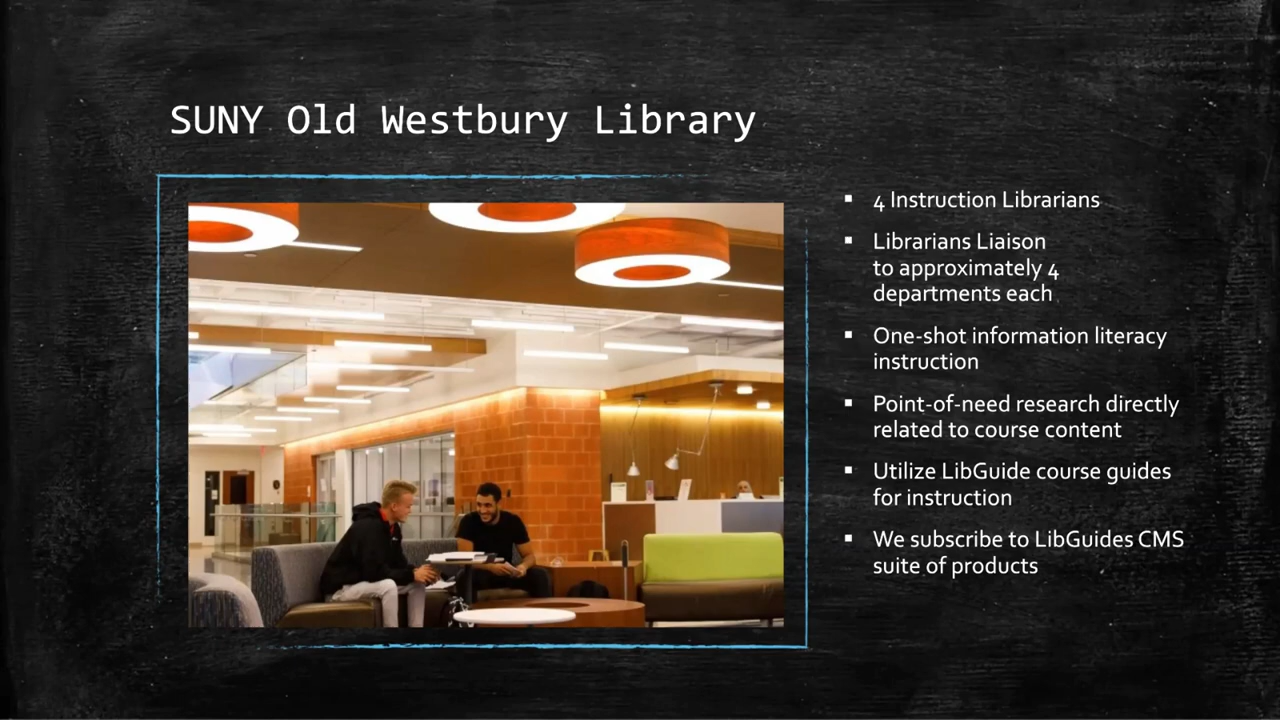 SUNY Old Westbury Library
▪ 4 Instruction Librarians
▪ Librarians Liaison
to approximately 4
departments each
▪ One-shot information literacy
instruction
▪ Point-of-need research directly
related to course content
▪ Utilize LibGuide course guides
for instruction
▪ We subscribe to LibGuides CMS
suite of products